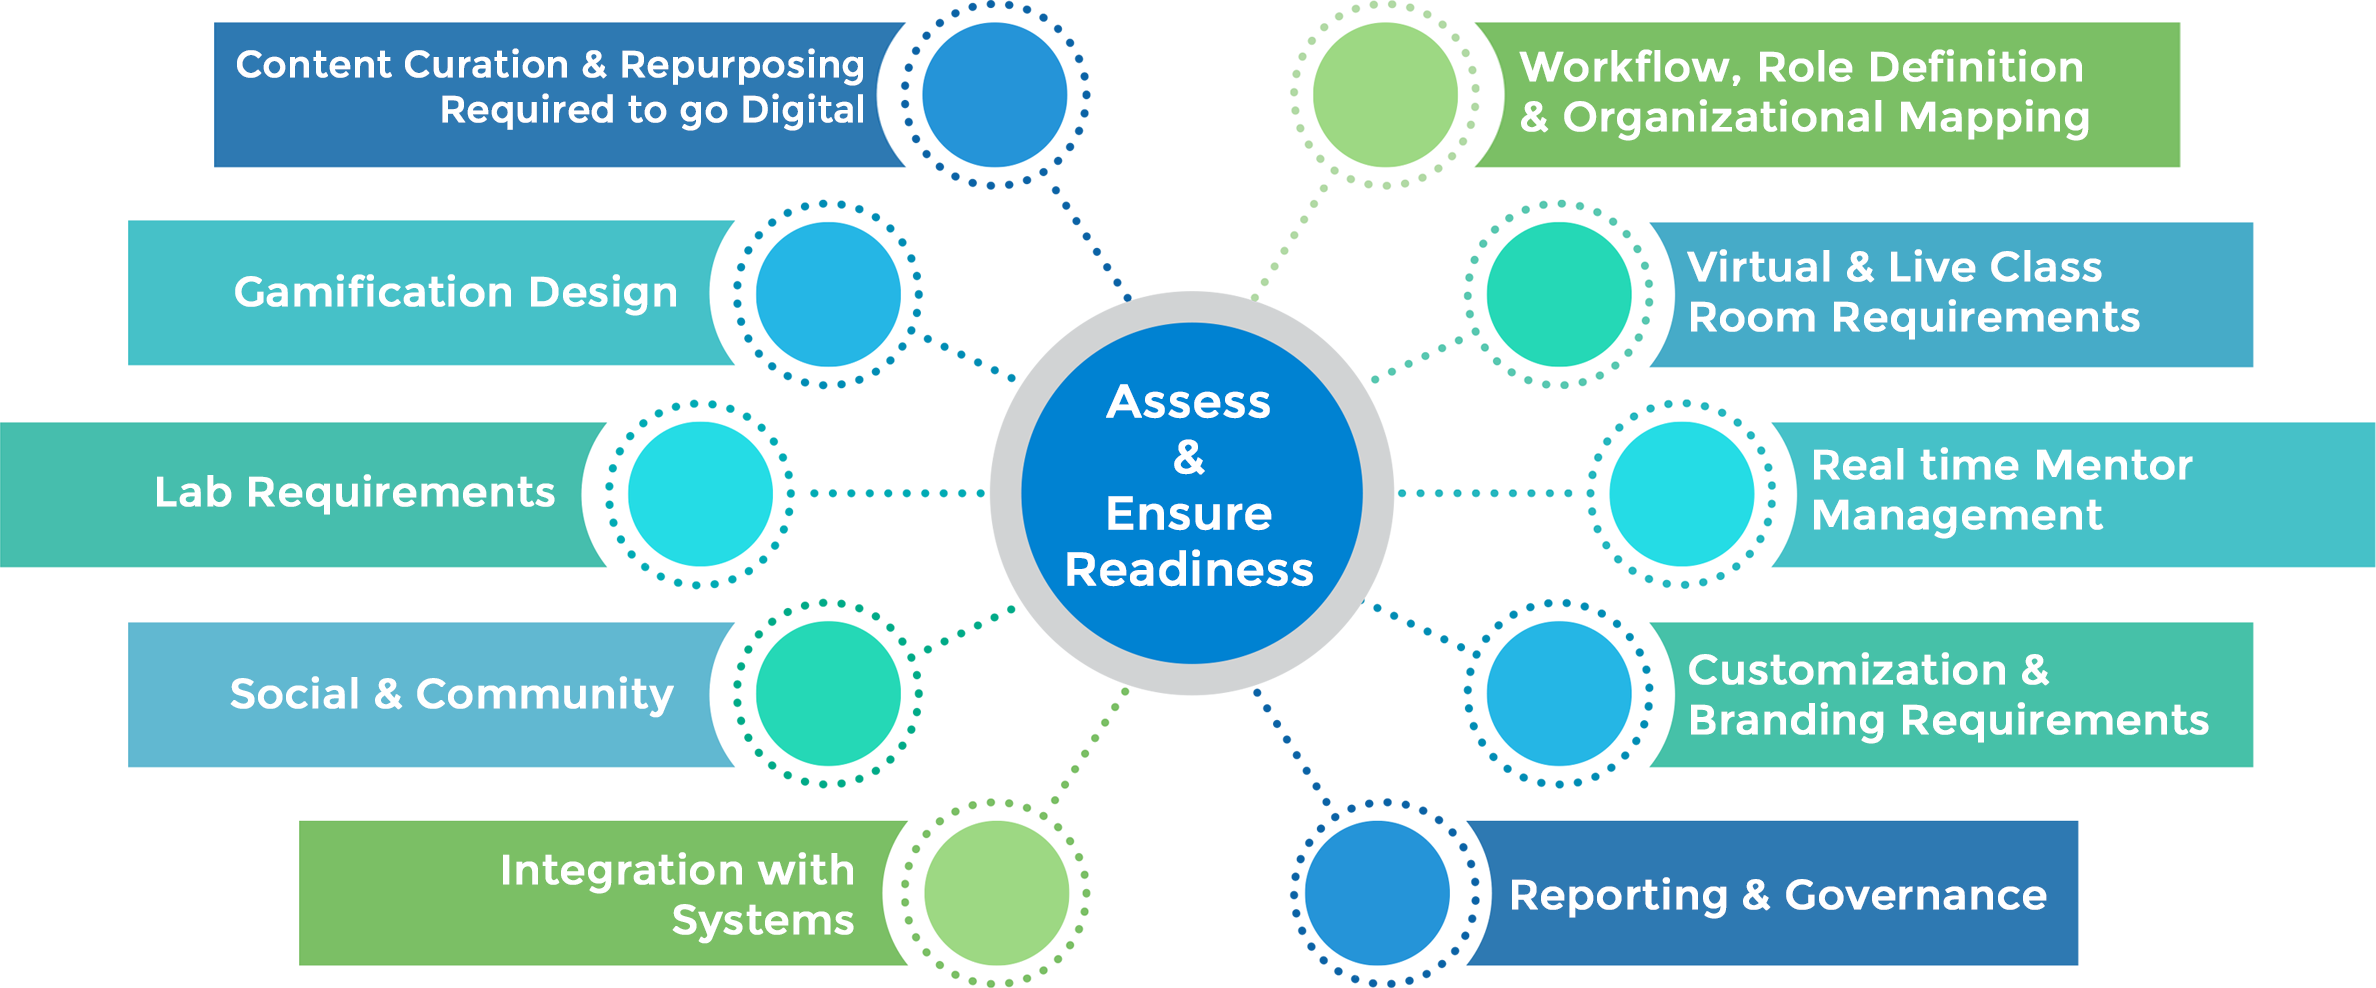 Content Curation & Repurposing
Required to go Digital
Workflow, Role Definition
& Organizational Mapping
Gamification Design
Virtual & Live Class
Room Requirements
Assess
&
Ensure
Readiness
Lab Requirements
Real time Mentor
Management
Social & Community
Customization &
Branding Requirements
Integration with
Systems
Reporting & Governance